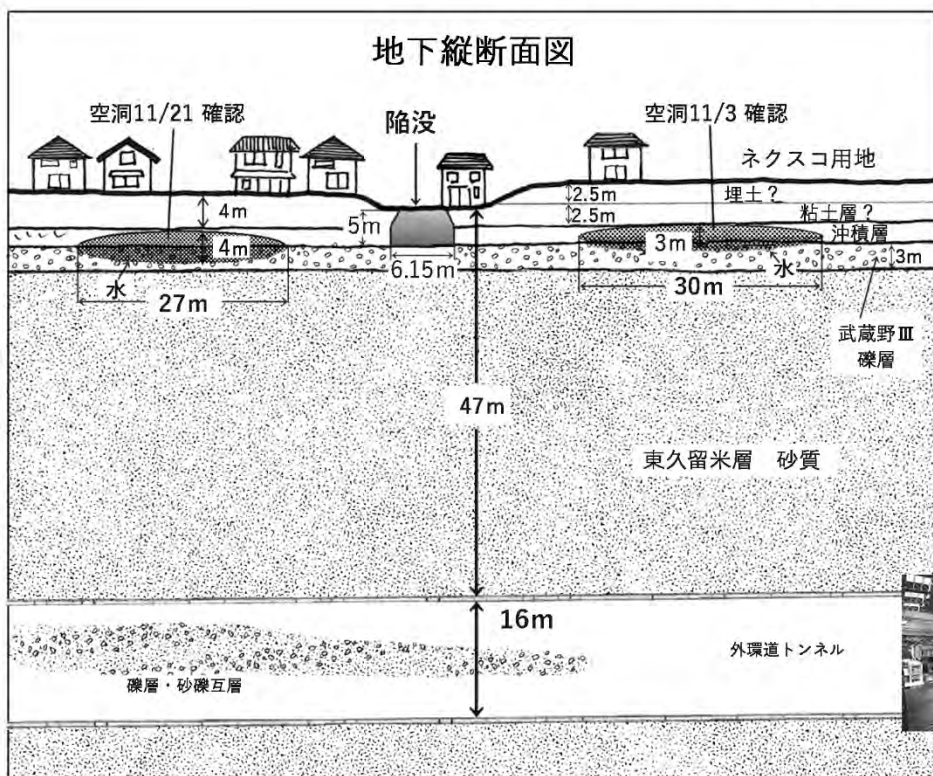 地下縦断面図
空洞11/21 確認
陥没
空洞11/3 確認
ネクスコ用地
4m
5m
2.5m
埋土？
2.5m
粘土層？
沖積層
4m
3m
3m
6.15m
水
水
27m
30m
武蔵野Ⅲ
礫層
47m
東久留米層　砂質
16m
外環道トンネル
礫層・砂礫互層